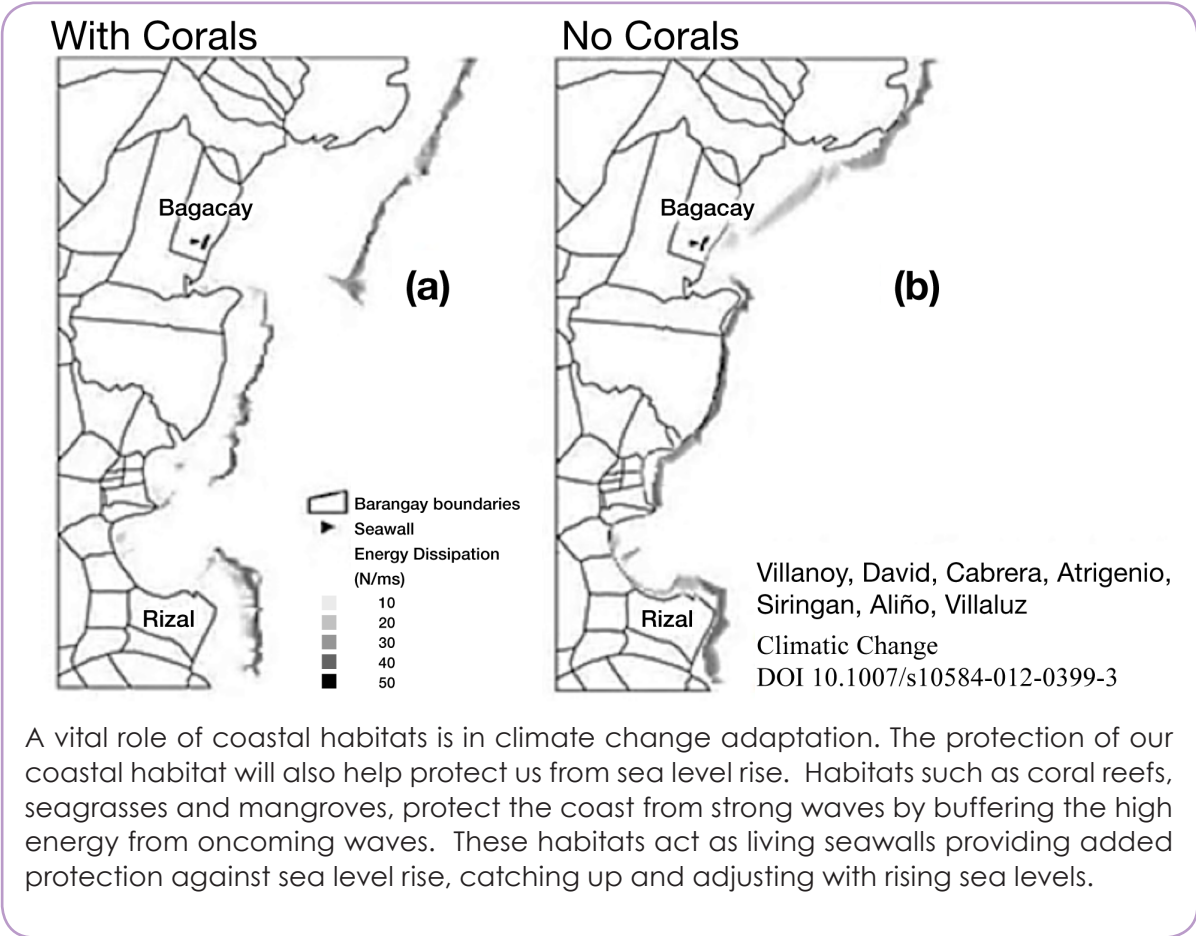 With Corals
No Corals
Bagacay
(a)
Bagacay
(b)
Barangay boundaries
Seawall
Energy Dissipation
(N/ms)
10
20
30
40
50
Rizal
Rizal
Villanoy, David, Cabrera, Atrigenio,
Siringan, Aliño, Villaluz
Climatic Change
DOI 10.1007/s10584-012-0399-3
A vital role of coastal habitats is in climate change adaptation. The protection of our
coastal habitat will also help protect us from sea level rise. Habitats such as coral reefs,
seagrasses and mangroves, protect the coast from strong waves by buffering the high
energy from oncoming waves. These habitats act as living seawalls providing added
protection against sea level rise, catching up and adjusting with rising sea levels.